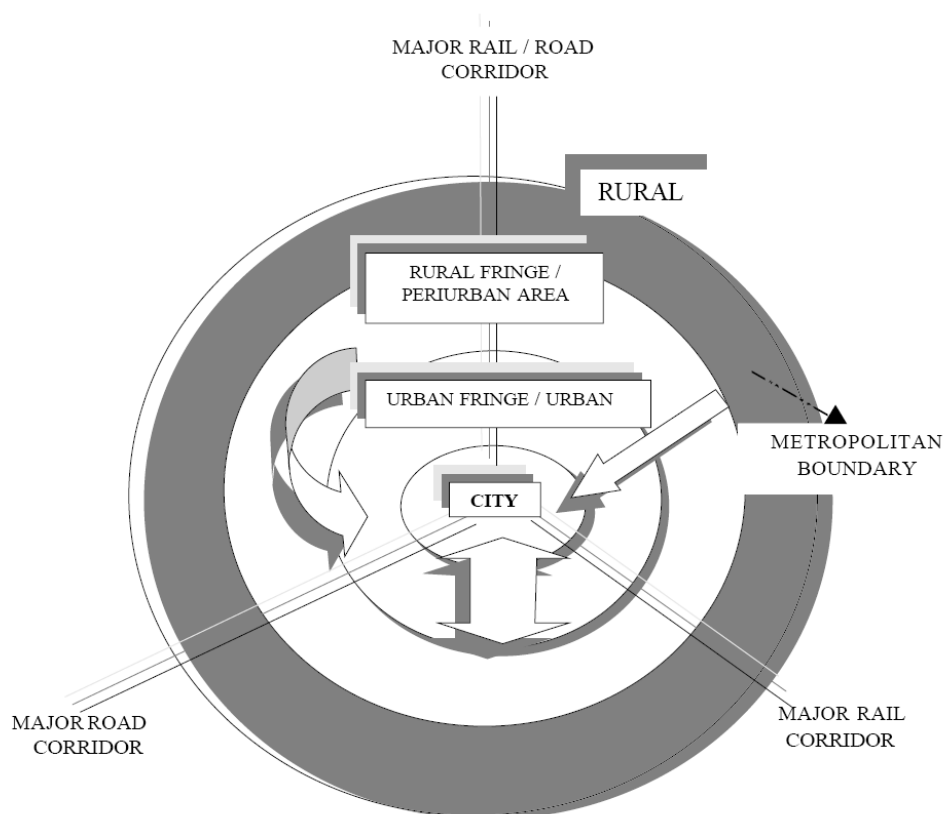 MAJOR RAIL / ROAD
CORRIDOR
RURAL
RURAL FRINGE /
PERIURBAN AREA
URBAN FRINGE / URBAN
METROPOLITAN
BOUNDARY
CITY
MAJOR ROAD
CORRIDOR
MAJOR RAIL
CORRIDOR